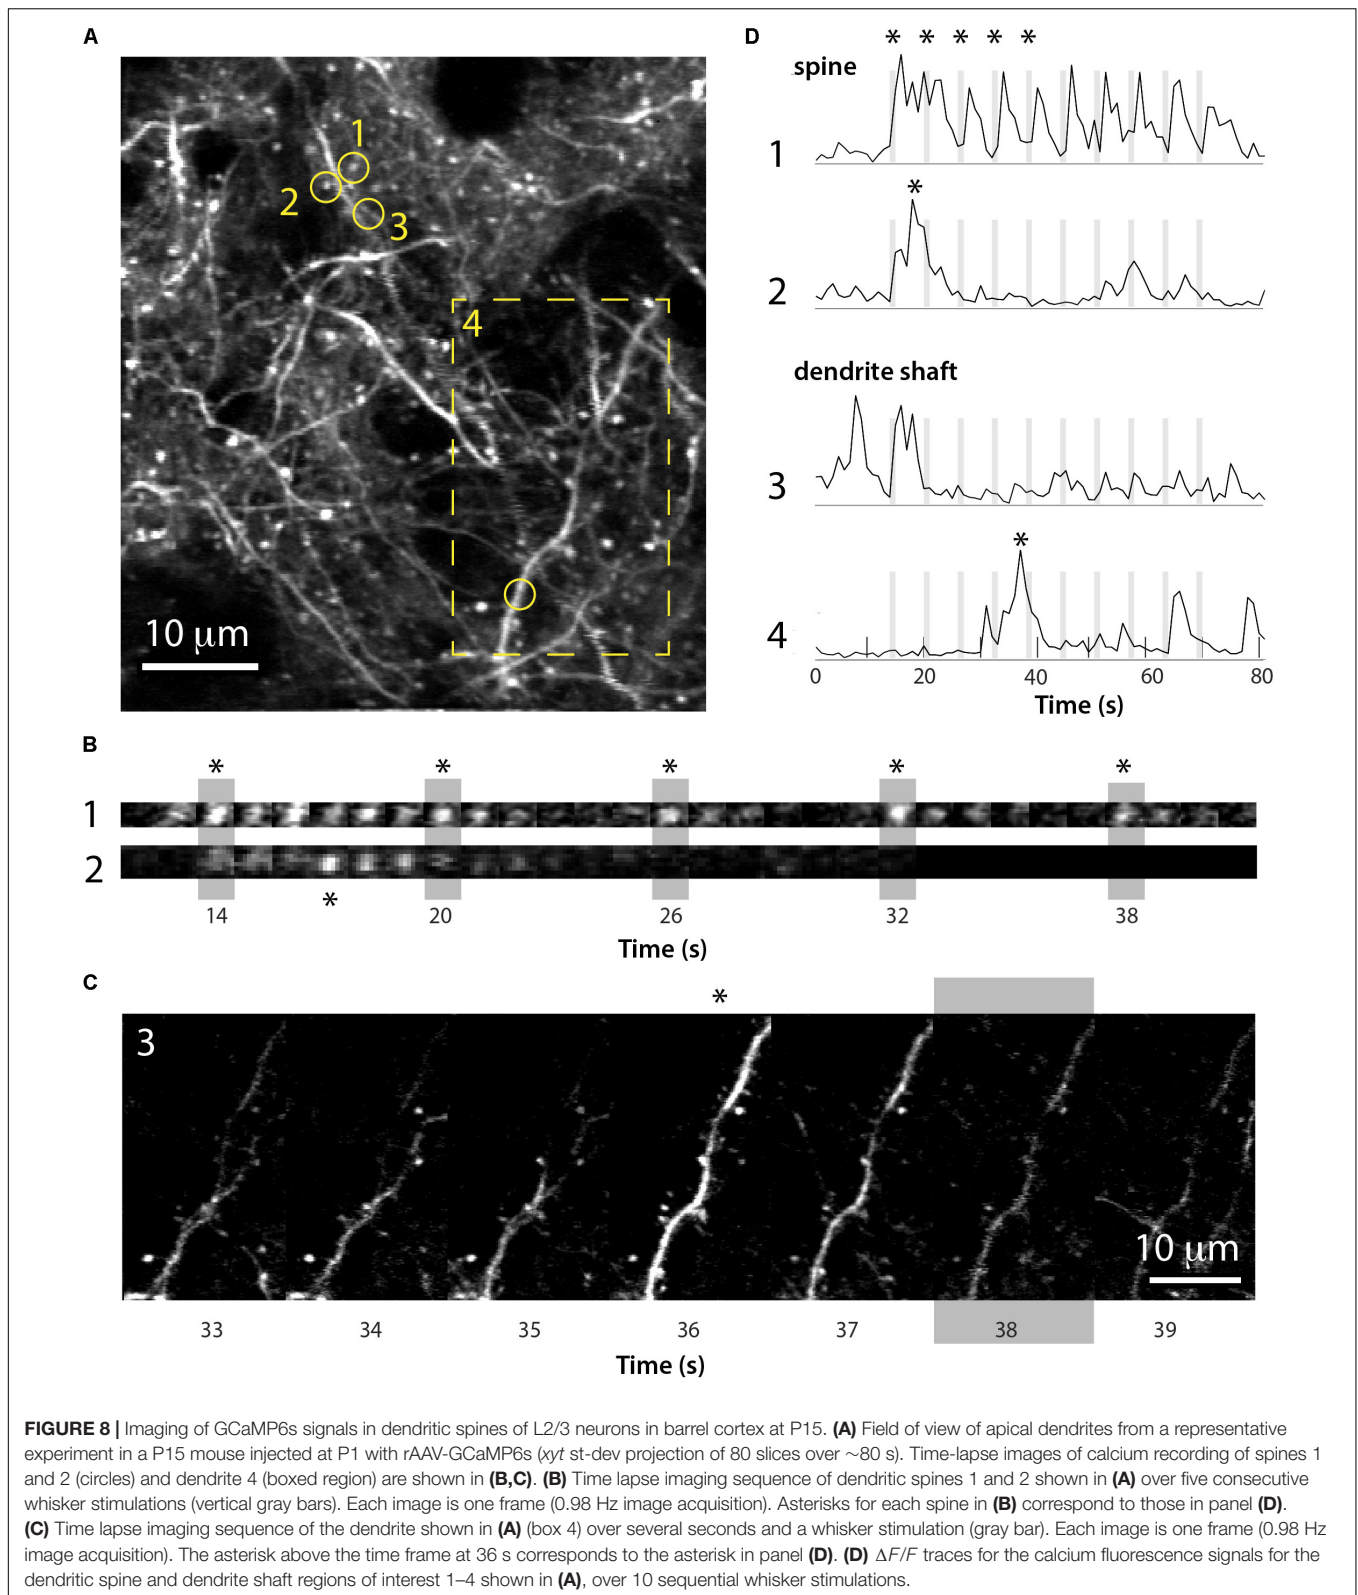 A
1
2
3
4
10 μm
D
* * * * *
spine
1
*
2
dendrite shaft
3
*
4
0 20 40 60 80
Time (s)
B
* * * * *
1
2
*
14 20 26 32 38
Time (s)
C
*
3
10 μm
33 34 35 36 37 38 39
Time (s)
FIGURE 8 | Imaging of GCaMP6s signals in dendritic spines of L2/3 neurons in barrel cortex at P15. (A) Field of view of apical dendrites from a representative
experiment in a P15 mouse injected at P1 with rAAV-GCaMP6s (xyt st-dev projection of 80 slices over ~80 s). Time-lapse images of calcium recording of spines 1
and 2 (circles) and dendrite 4 (boxed region) are shown in (B,C). (B) Time lapse imaging sequence of dendritic spines 1 and 2 shown in (A) over five consecutive
whisker stimulations (vertical gray bars). Each image is one frame (0.98 Hz image acquisition). Asterisks for each spine in (B) correspond to those in panel (D).
(C) Time lapse imaging sequence of the dendrite shown in (A) (box 4) over several seconds and a whisker stimulation (gray bar). Each image is one frame (0.98 Hz
image acquisition). The asterisk above the time frame at 36 s corresponds to the asterisk in panel (D). (D) ΔF/F traces for the calcium fluorescence signals for the
dendritic spine and dendrite shaft regions of interest 1–4 shown in (A), over 10 sequential whisker stimulations.